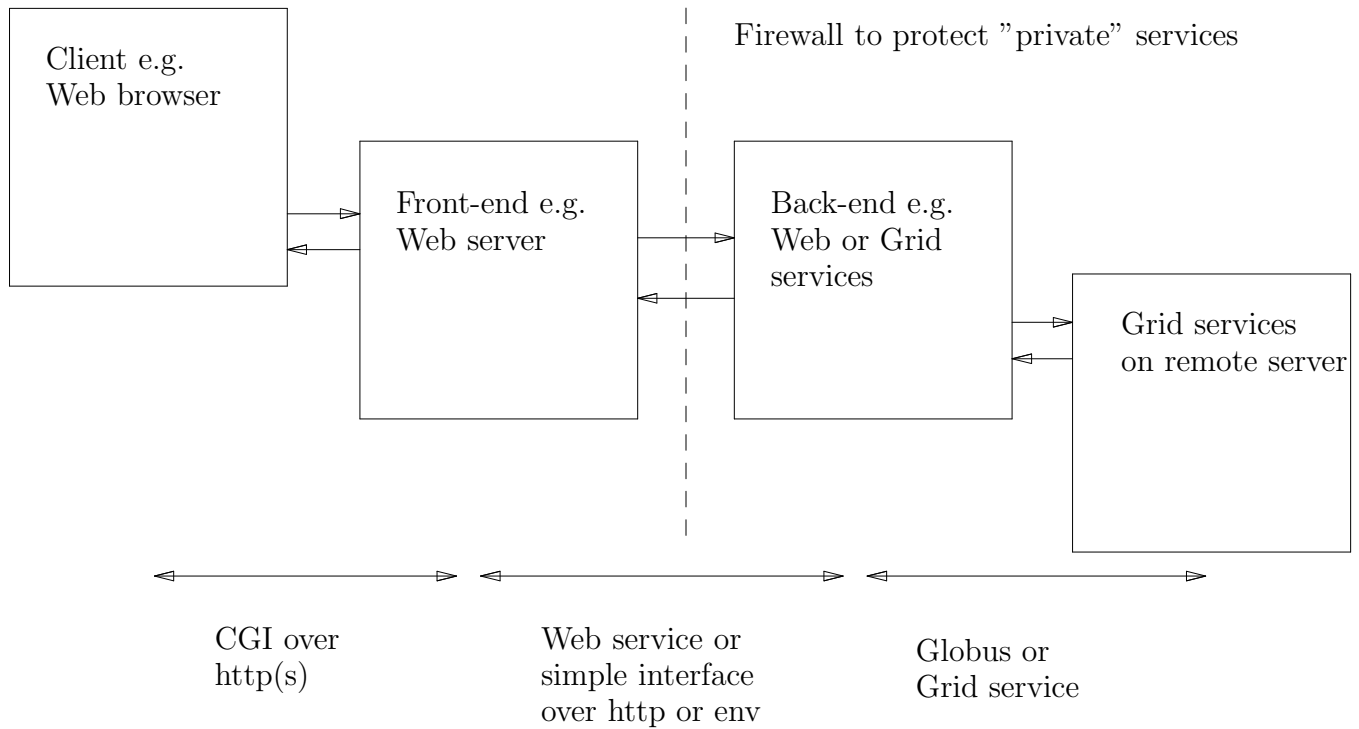 Client e.g.
Web browser
Firewall to protect ”private” services
Front-end e.g.
Web server
Back-end e.g.
Web or Grid
services
Grid services
on remote server
CGI over
http(s)
Web service or
simple interface
over http or env
Globus or
Grid service